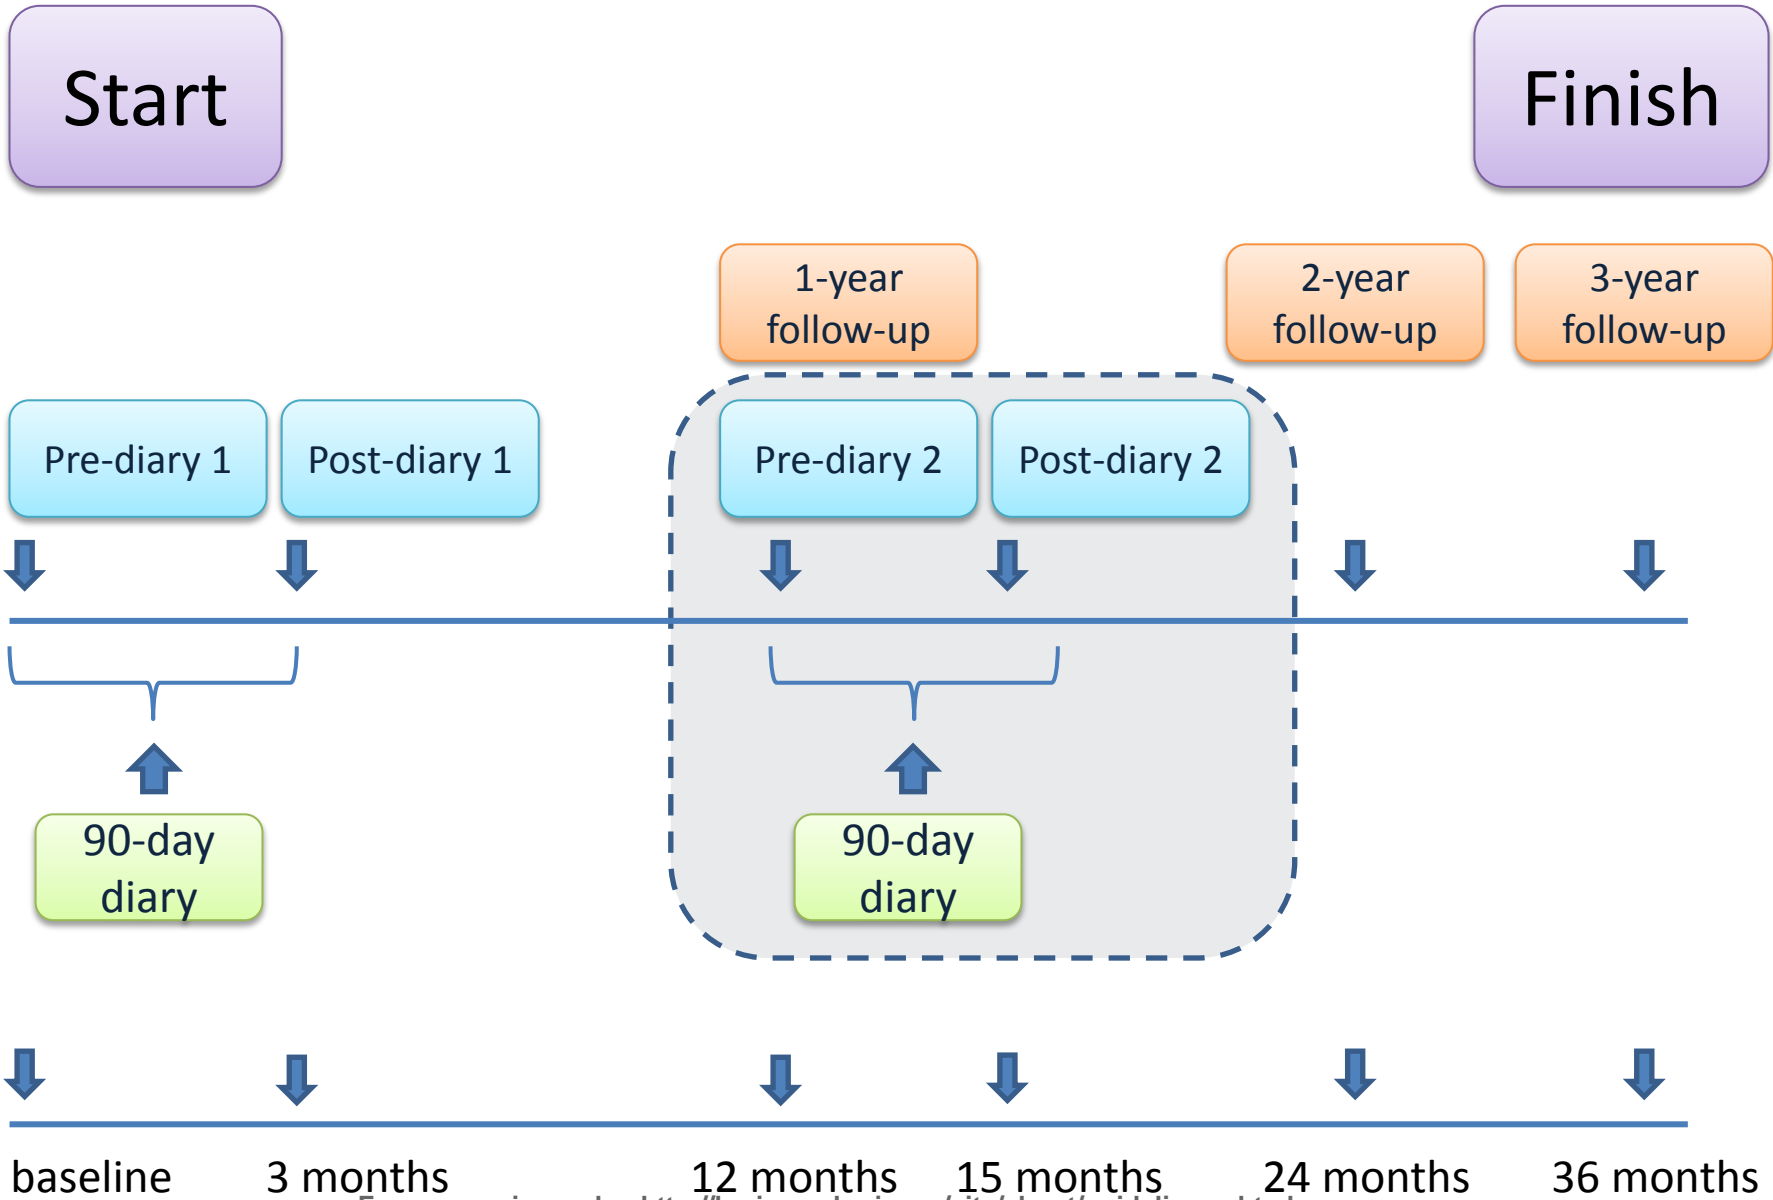 Start
Finish
1-year
follow-up
2-year
follow-up
3-year
follow-up
Pre-diary 1
Post-diary 1
Pre-diary 2
Post-diary 2
90-day
diary
90-day
diary
baseline
3 months
12 months
15 months
24 months
36 months